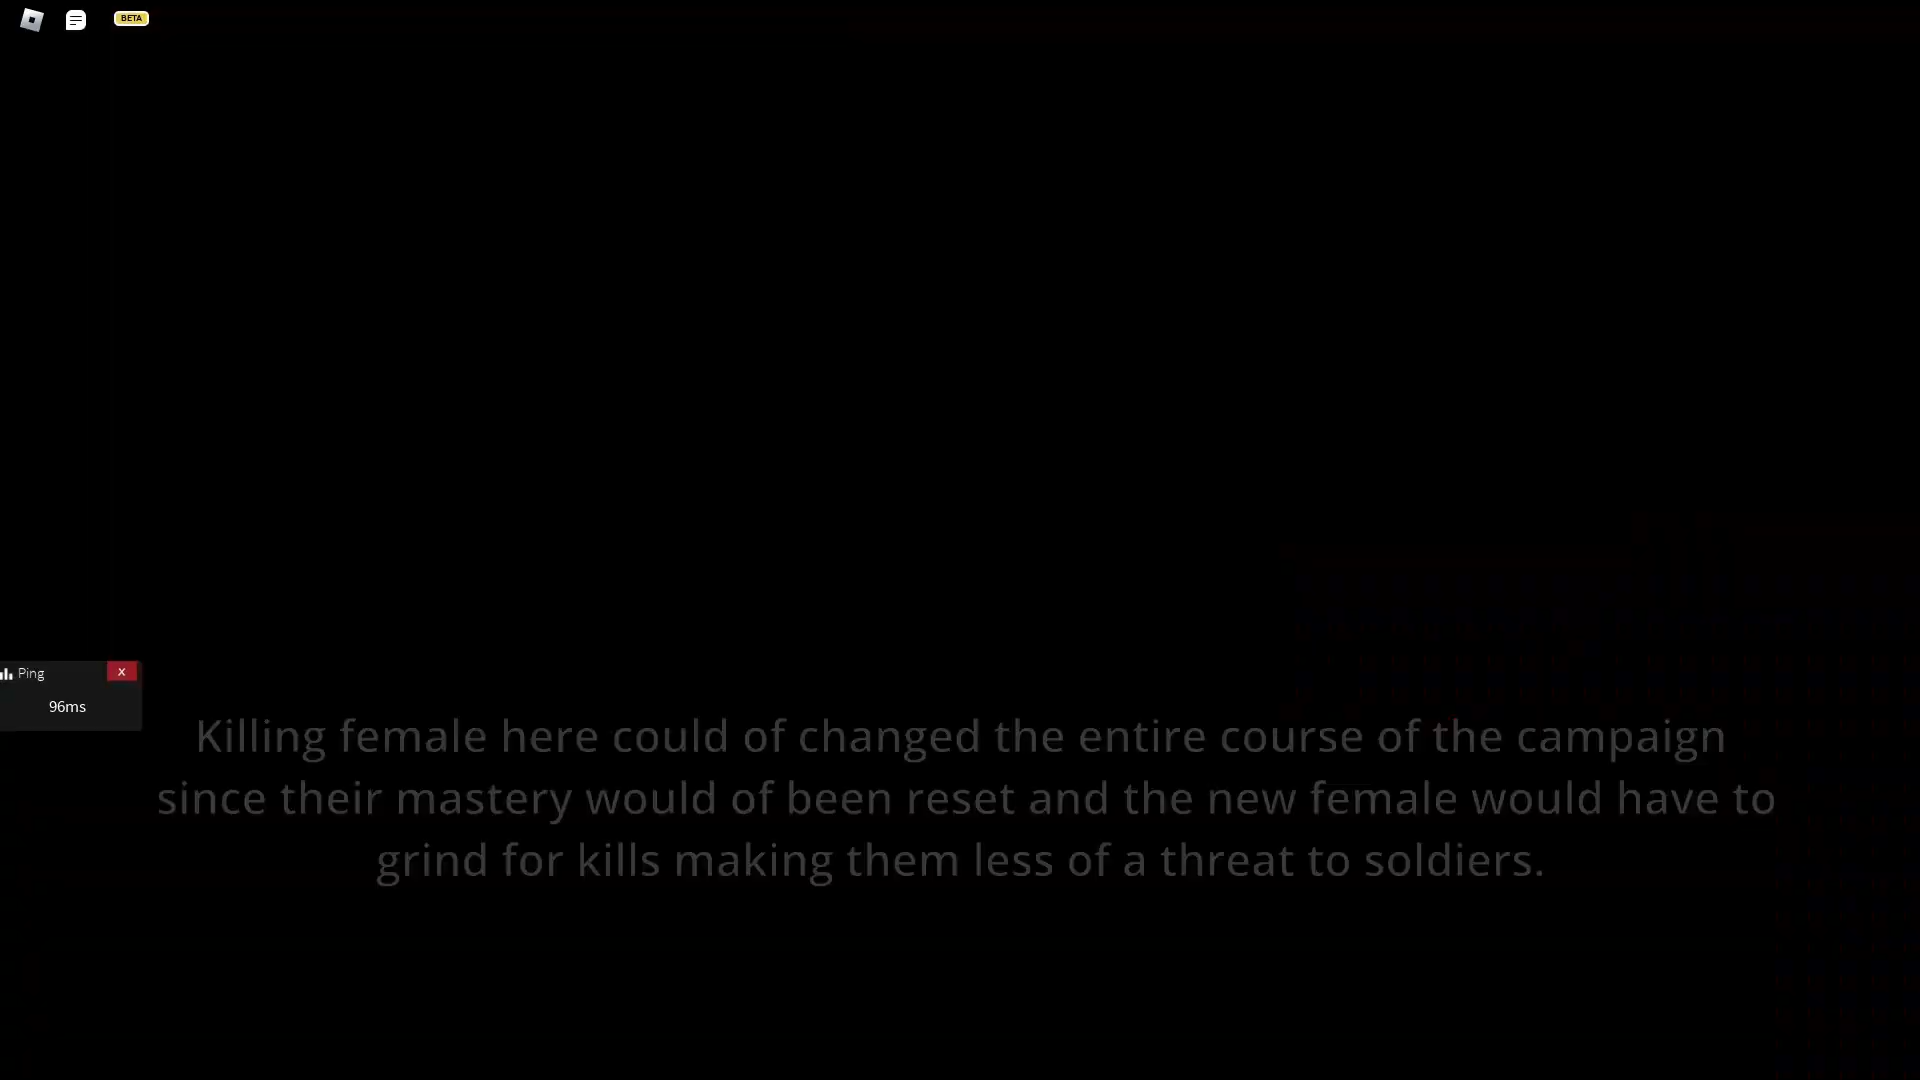 BETA
Ping
x
96ms
Killing female here could of changed the entire course of the campaign
since their mastery would of been reset and the new female would have to
grind for kills making them less of a threat to soldiers.